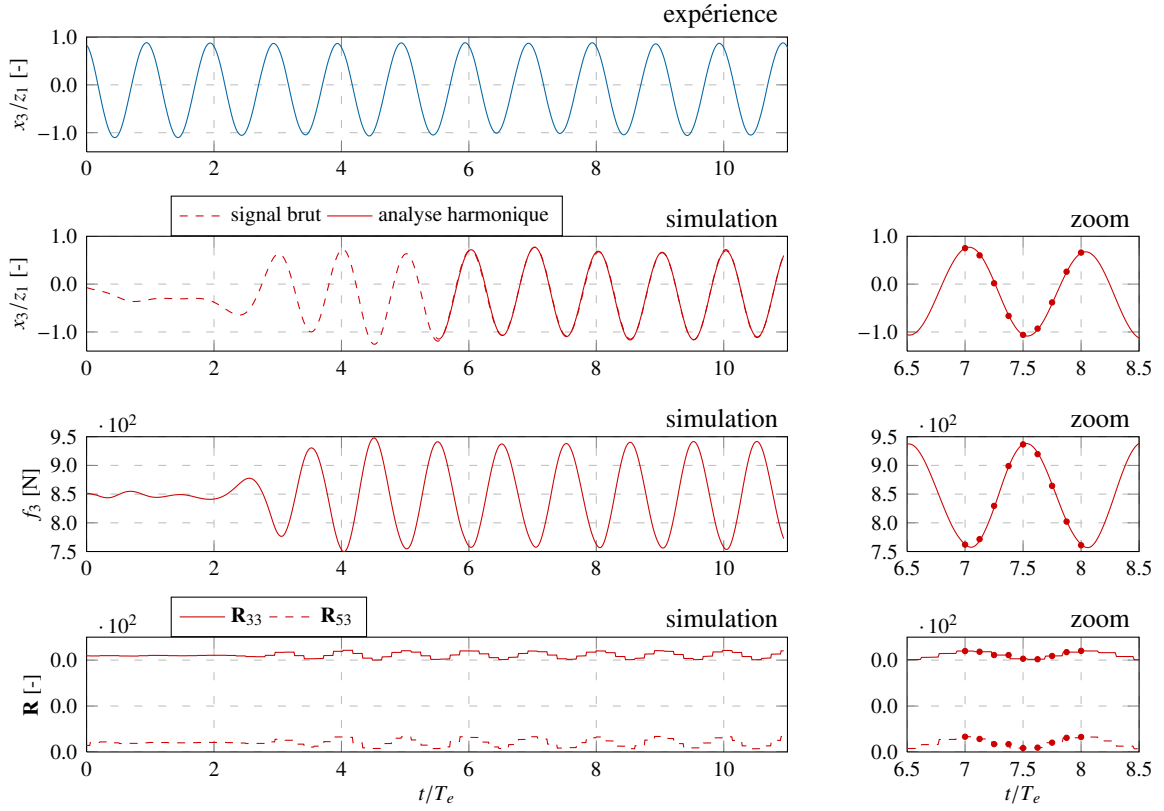 expérience
1.0
0.0
−1.0
x3/z1 [-]
0 2 4 6 8 10
signal brut analyse harmonique
simulation
zoom
1.0
0.0
−1.0
x3/z1 [-]
0 2 4 6 8 10
1.0
0.0
−1.0
6.5 7 7.5 8 8.5
·10²
simulation
·10²
zoom
9.5
9.0
8.5
8.0
7.5
f3 [N]
0 2 4 6 8 10
9.5
9.0
8.5
8.0
7.5
6.5 7 7.5 8 8.5
R33 R53
·10²
simulation
·10²
zoom
0.0
0.0
0.0
R [-]
0 2 4 6 8 10
t/Te
0.0
0.0
0.0
6.5 7 7.5 8 8.5
t/Te